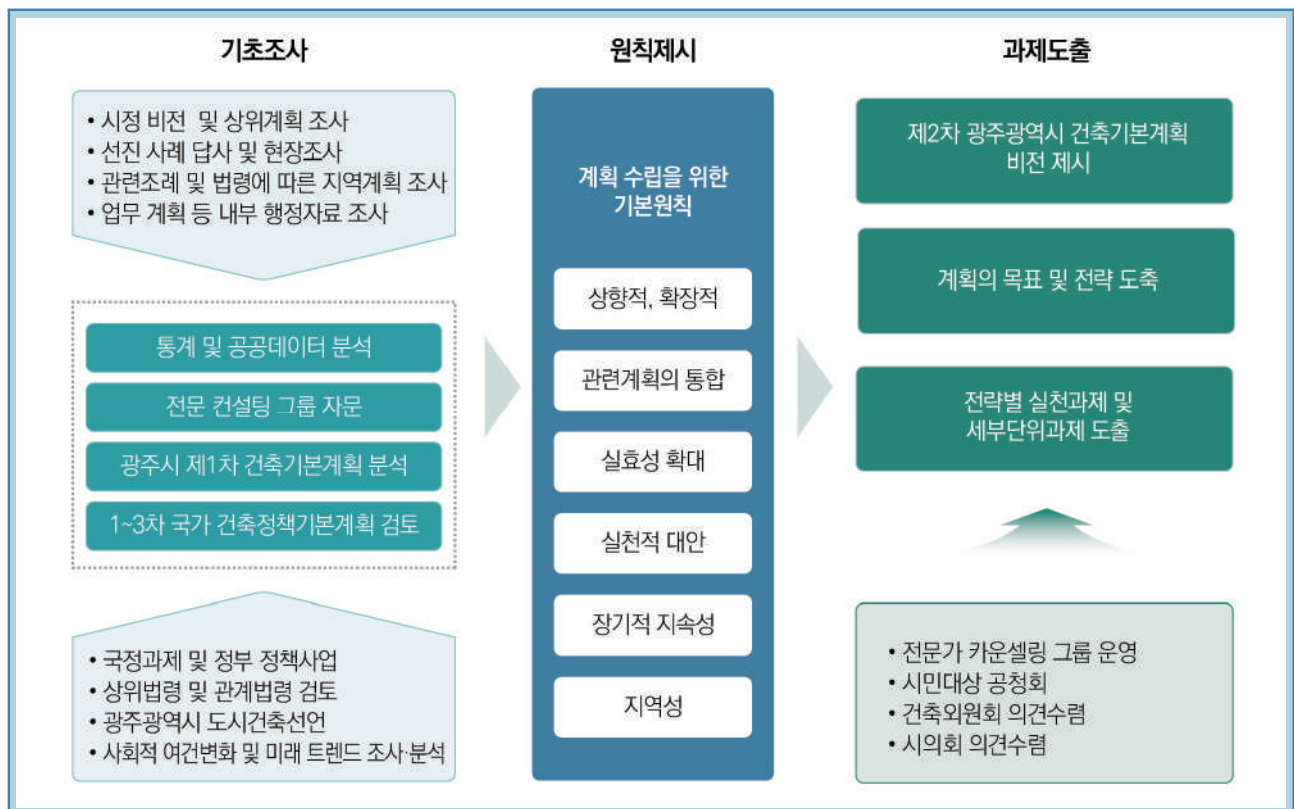 기초조사
• 시정 비전 및 상위계획 조사
• 선진 사례 답사 및 현장조사
• 관련조례 및 법령에 따른 지역계획 조사
• 업무 계획 등 내부 행정자료 조사
통계 및 공공데이터 분석
전문 컨설팅 그룹 자문
광주시 제1차 건축기본계획 분석
1~3차 국가 건축정책기본계획 검토
• 국정과제 및 정부 정책사업
• 상위법령 및 관계법령 검토
• 광주광역시 도시건축선언
• 사회적 여건변화 및 미래 트렌드 조사·분석
원칙제시
계획 수립을 위한
기본원칙
상향적, 확장적
관련계획의 통합
실효성 확대
실천적 대안
장기적 지속성
지역성
과제도출
제2차 광주광역시 건축기본계획
비전 제시
계획의 목표 및 전략 도축
전략별 실천과제 및
세부단위과제 도출
• 전문가 카운셀링 그룹 운영
• 시민대상 공청회
• 건축외원회 의견수렴
• 시의회 의견수렴